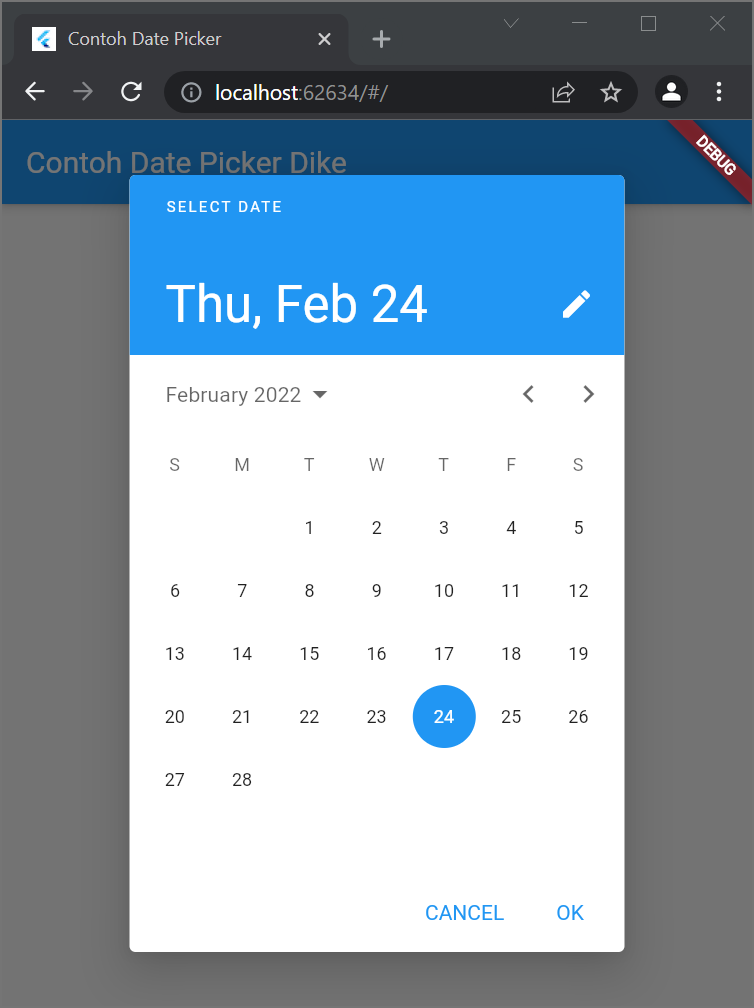 Contoh Date Picker
localhost:62634/#/
Contoh Date Picker Dike
DEBUG
SELECT DATE
Thu, Feb 24
February 2022
S M T W T F S
1 2 3 4 5
6 7 8 9 10 11 12
13 14 15 16 17 18 19
20 21 22 23 24 25 26
27 28
CANCEL OK